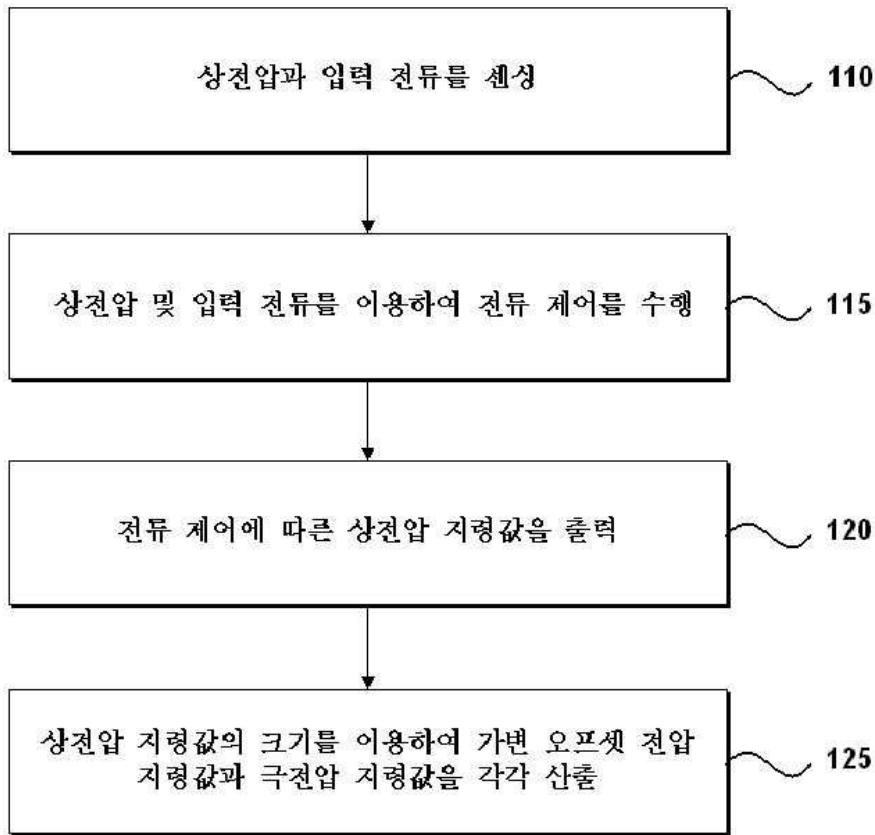 상전압과 입력 전류를 센싱
110
상전압 및 입력 전류를 이용하여 전류 제어를 수행
115
전류 제어에 따른 상전압 지령값을 출력
120
상전압 지령값의 크기를 이용하여 가변 오프셋 전압
지령값과 극전압 지령값을 각각 산출
125